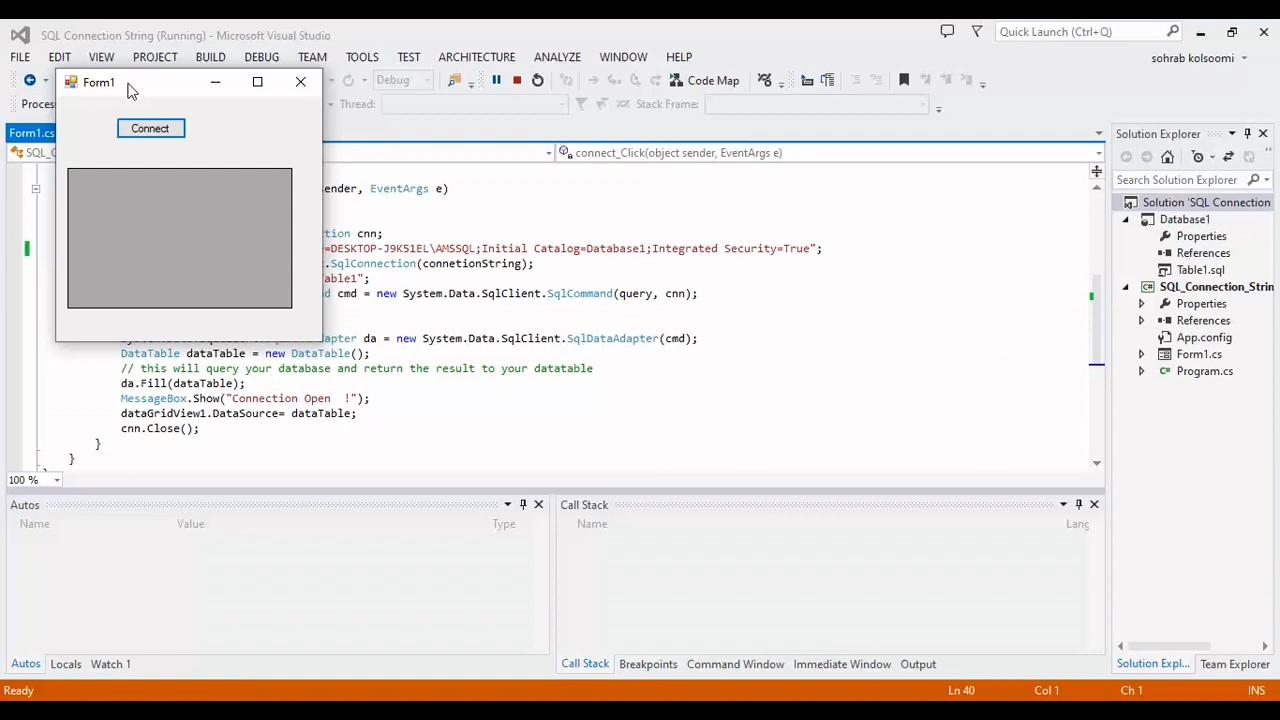 SQL Connection String (Running) - Microsoft Visual Studio
Quick Launch (Ctrl+Q)
FILE EDIT VIEW PROJECT BUILD DEBUG TEAM TOOLS TEST ARCHITECTURE ANALYZE WINDOW HELP
sohrab kolsoomi
Form1
Debug
Code Map
Proces
Thread:
Stack Frame:
Connect
Form1.cs
Solution Explorer
SQL_Co
connect_Click(object sender, EventArgs e)
Search Solution Explorer
ender, EventArgs e)
Solution 'SQL Connection
Database1
Properties
References
Table1.sql
SQL_Connection_Strin
Properties
References
App.config
Form1.cs
Program.cs
tion cnn;
=DESKTOP-J9K51EL\AMSSQL;Initial Catalog=Database1;Integrated Security=True";
t.SqlConnection(connetionString);
able1";
nd cmd = new System.Data.SqlClient.SqlCommand(query, cnn);
dapter da = new System.Data.SqlClient.SqlDataAdapter(cmd);
DataTable dataTable = new DataTable();
// this will query your database and return the result to your datatable
da.Fill(dataTable);
MessageBox.Show("Connection Open  !");
dataGridView1.DataSource= dataTable;
cnn.Close();
}
}
100 %
Autos
Name Value Type
Call Stack
Name Lang
Autos Locals Watch 1
Call Stack Breakpoints Command Window Immediate Window Output
Solution Expl... Team Explorer
Ready
Ln 40 Col 1 Ch 1 INS